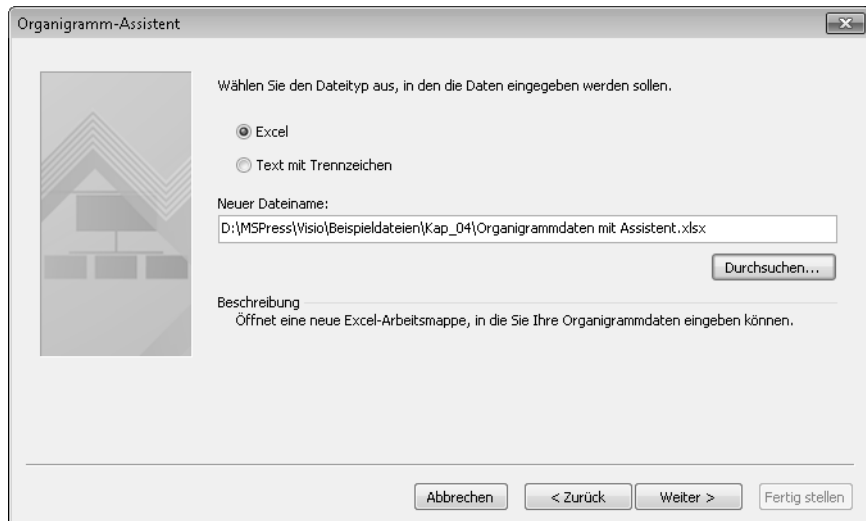 Organigramm-Assistent
Wählen Sie den Dateityp aus, in den die Daten eingegeben werden sollen.
Excel
Text mit Trennzeichen
Neuer Dateiname:
D:\MSPress\Visio\Beispieldateien\Kap_04\Organigrammdaten mit Assistent.xlsx
Durchsuchen...
Beschreibung
Öffnet eine neue Excel-Arbeitsmappe, in die Sie Ihre Organigrammdaten eingeben können.
Abbrechen < Zurück Weiter > Fertig stellen